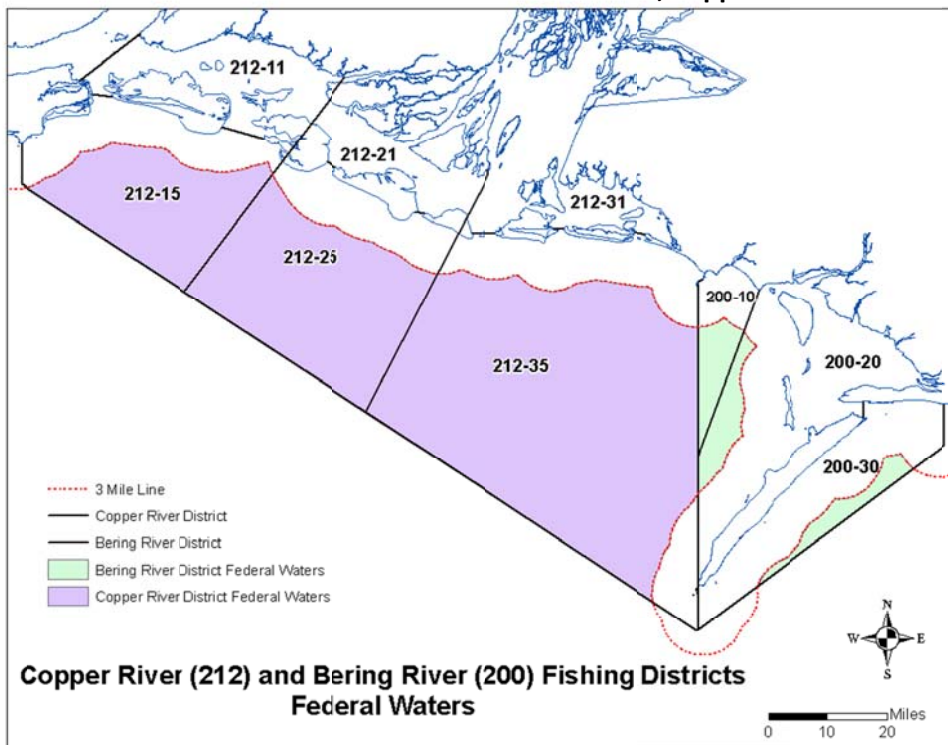 212-11
212-21
212-15
212-31
212-25
200-10
212-35
200-20
200-30
3 Mile Line
Copper River District
Bering River District
Bering River District Federal Waters
Copper River District Federal Waters
N
W E
S
Copper River (212) and Bering River (200) Fishing Districts
Federal Waters
Miles
0 10 20